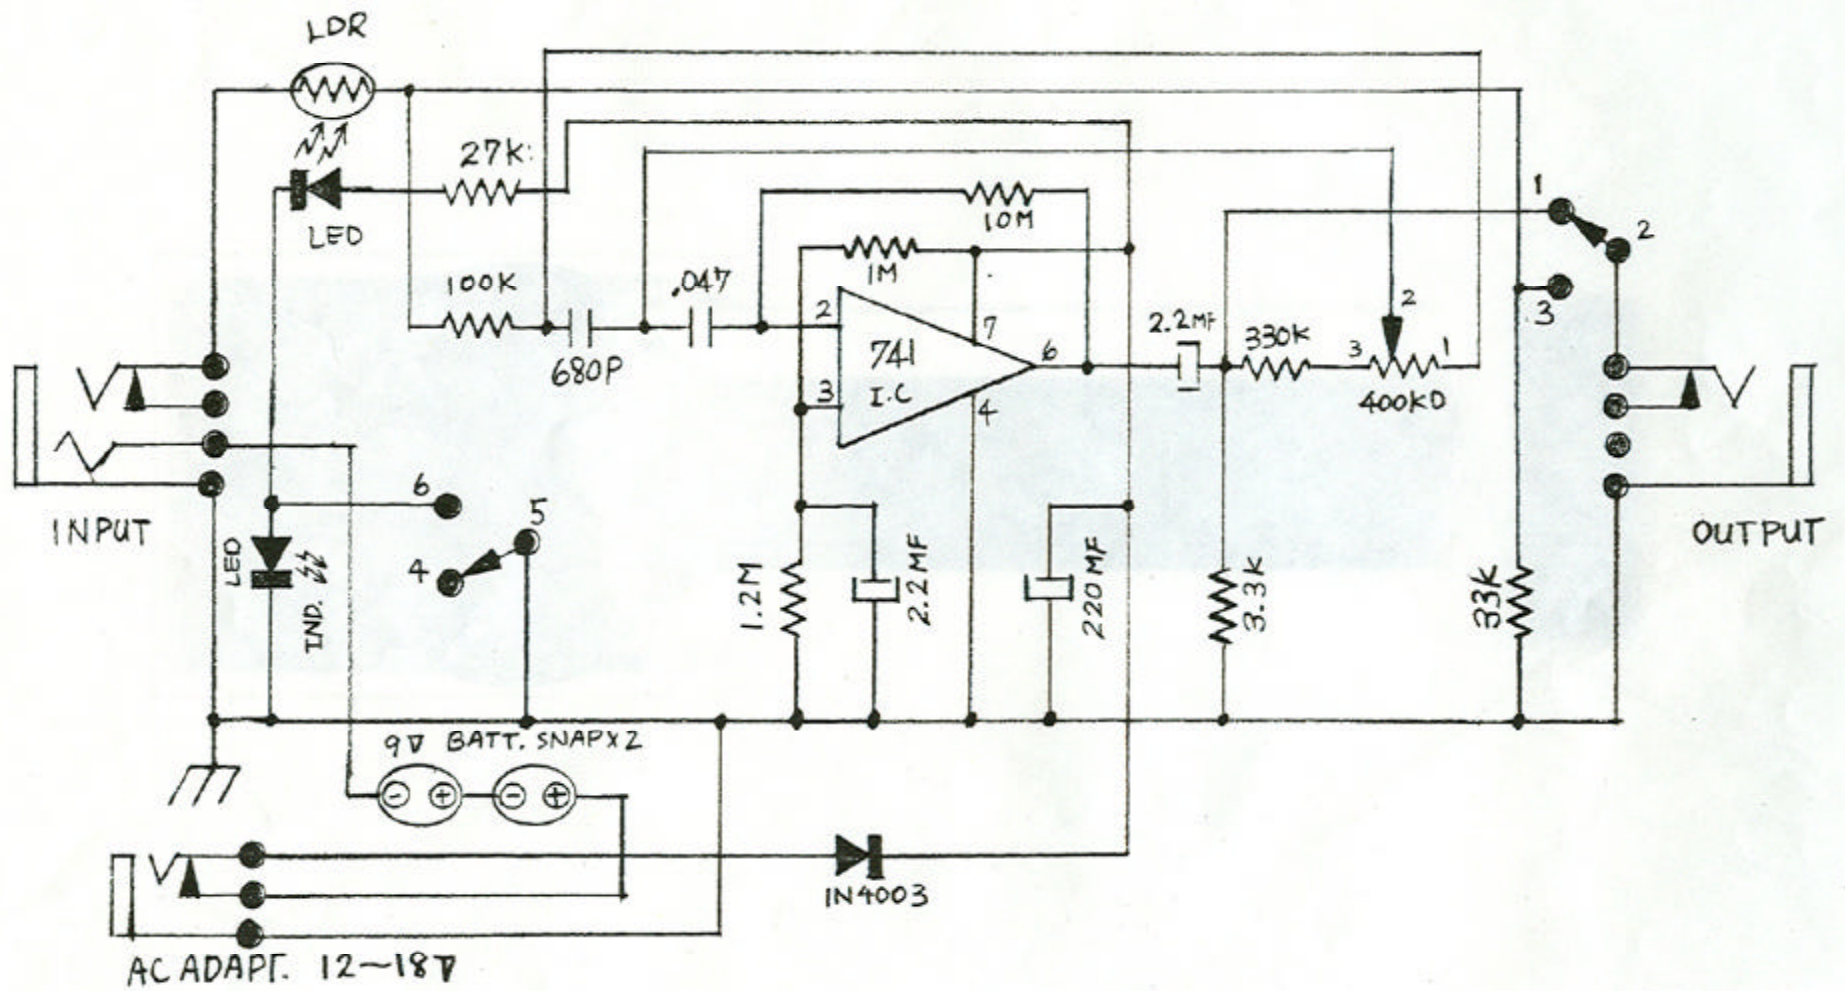 LDR
27K
LED
10M
1M
100K
.047
680P
2
3
741
I.C
7
4
6
2.2MF
330K
3
2
1
400KD
1
2
3
INPUT
6
5
4
LED
IND.
1.2M
2.2MF
220MF
3.3K
33K
OUTPUT
9V BATT. SNAPX2
- + - +
1N4003
AC ADAPT. 12~18V